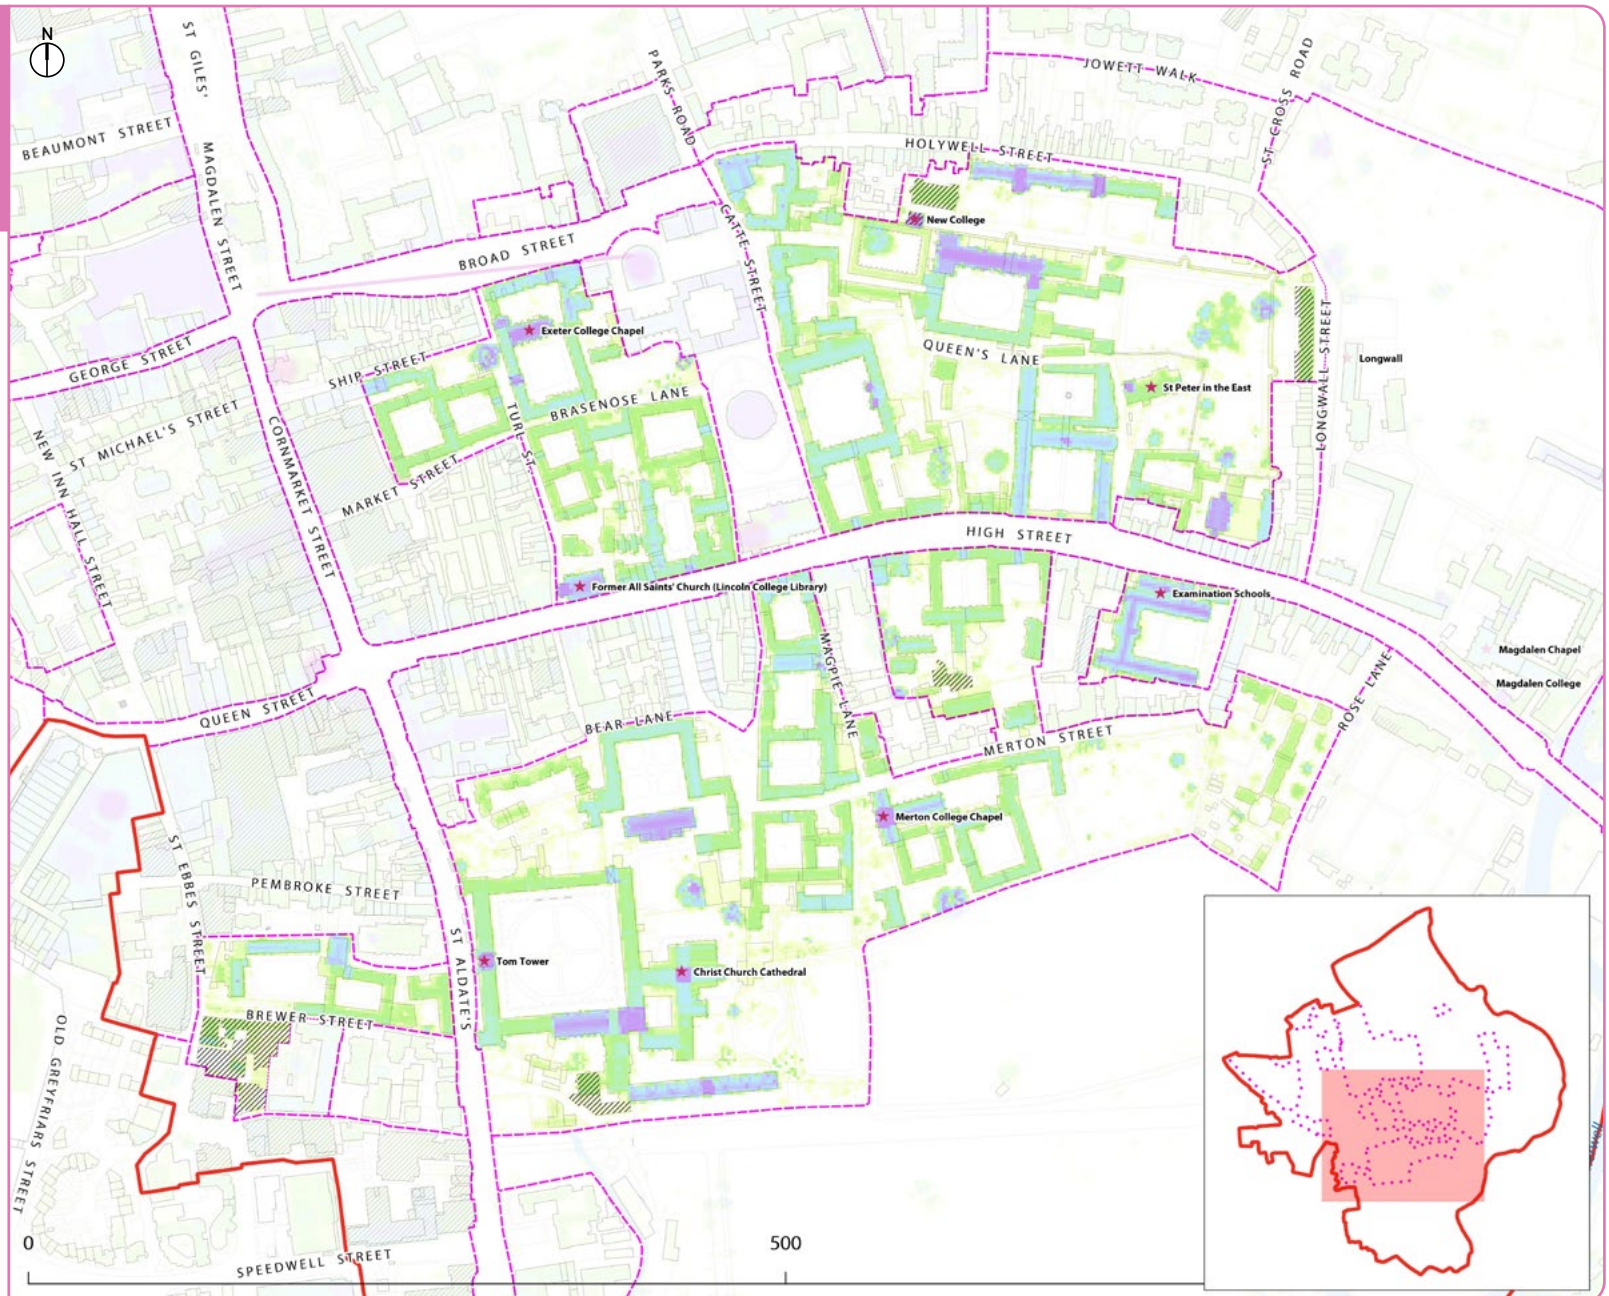 N
ST GILES'
PARKS ROAD
JOWETT WALK
ST CROSS ROAD
BEAUMONT STREET
MAGDALEN STREET
HOLYWELL STREET
CATTE STREET
New College
BROAD STREET
Exeter College Chapel
GEORGE STREET
SHIP STREET
QUEEN'S LANE
LONGWALL STREET
Longwall
St Peter in the East
BRASENOSE LANE
TURL ST.
ST MICHAEL'S STREET
NEW INN HALL STREET
CORNMARKET STREET
MARKET STREET
HIGH STREET
Former All Saints' Church (Lincoln College Library)
Examination Schools
MAGPIE LANE
Magdalen Chapel
Magdalen College
ROSE LANE
QUEEN STREET
BEAR LANE
MERTON STREET
Merton College Chapel
ST EBBES STREET
PEMBROKE STREET
ST ALDATE'S
Tom Tower
Christ Church Cathedral
BREWER STREET
OLD GREYFRIARS STREET
0
500
SPEEDWELL STREET